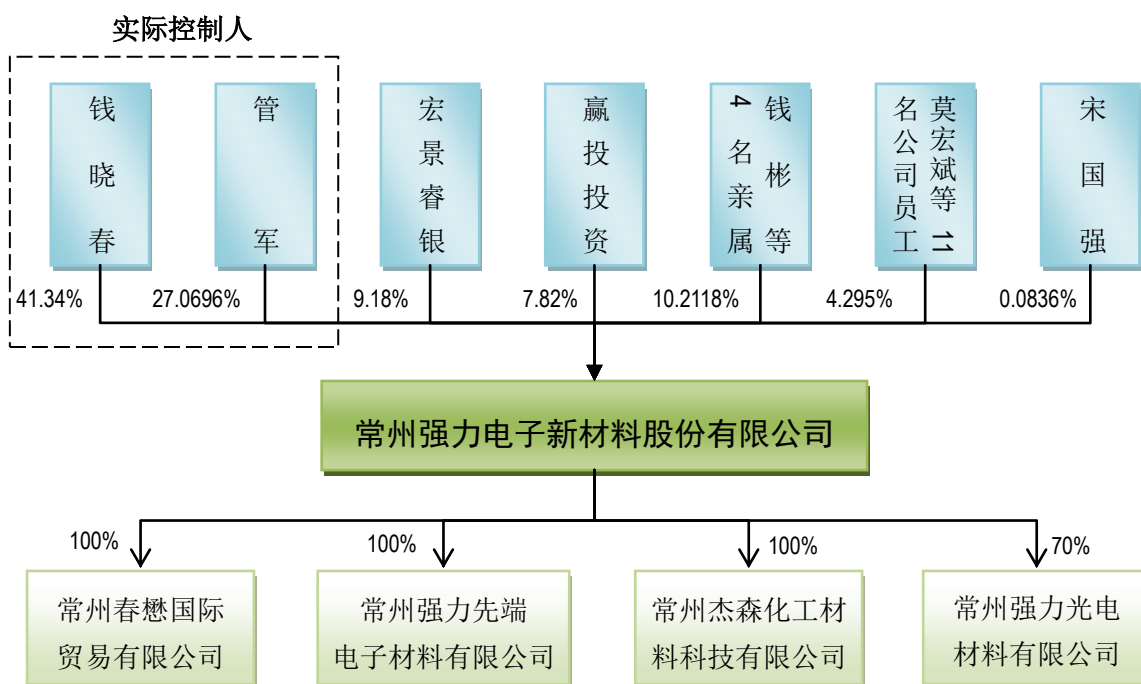 实际控制人
钱晓春
管军
宏景睿银
赢投投资
钱彬等
4名亲属
莫宏斌等11
名公司员工
宋国强
41.34%
27.0696%
9.18%
7.82%
10.2118%
4.295%
0.0836%
常州强力电子新材料股份有限公司
100%
100%
100%
70%
常州春懋国际
贸易有限公司
常州强力先端
电子材料有限公司
常州杰森化工材
料科技有限公司
常州强力光电
材料有限公司